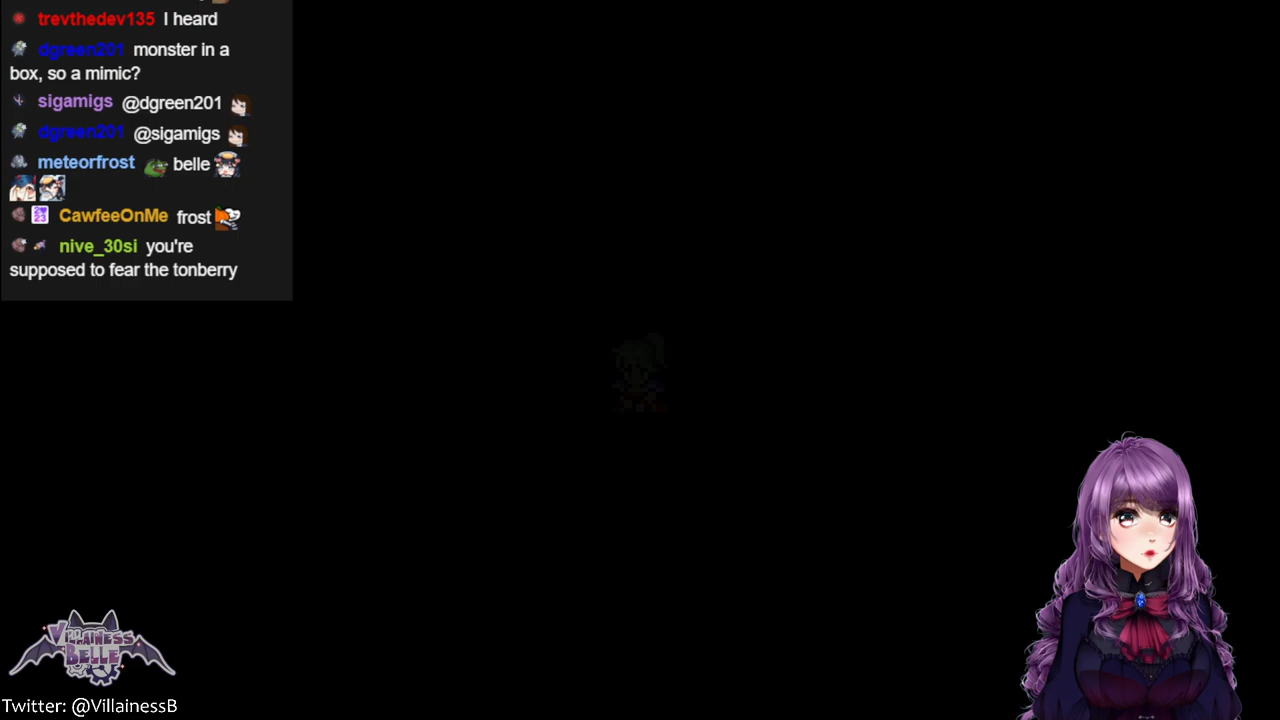 trevthedev135 I heard
dgreen201 monster in a
box, so a mimic?
sigamigs @dgreen201
dgreen201 @sigamigs
meteorfrost belle
CawfeeOnMe frost
nive_30si you're
supposed to fear the tonberry
VILLAINESS
BELLE
Twitter: @VillainessB